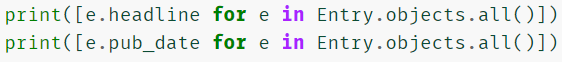 print([e.headline for e in Entry.objects.all()])
print([e.pub_date for e in Entry.objects.all()])